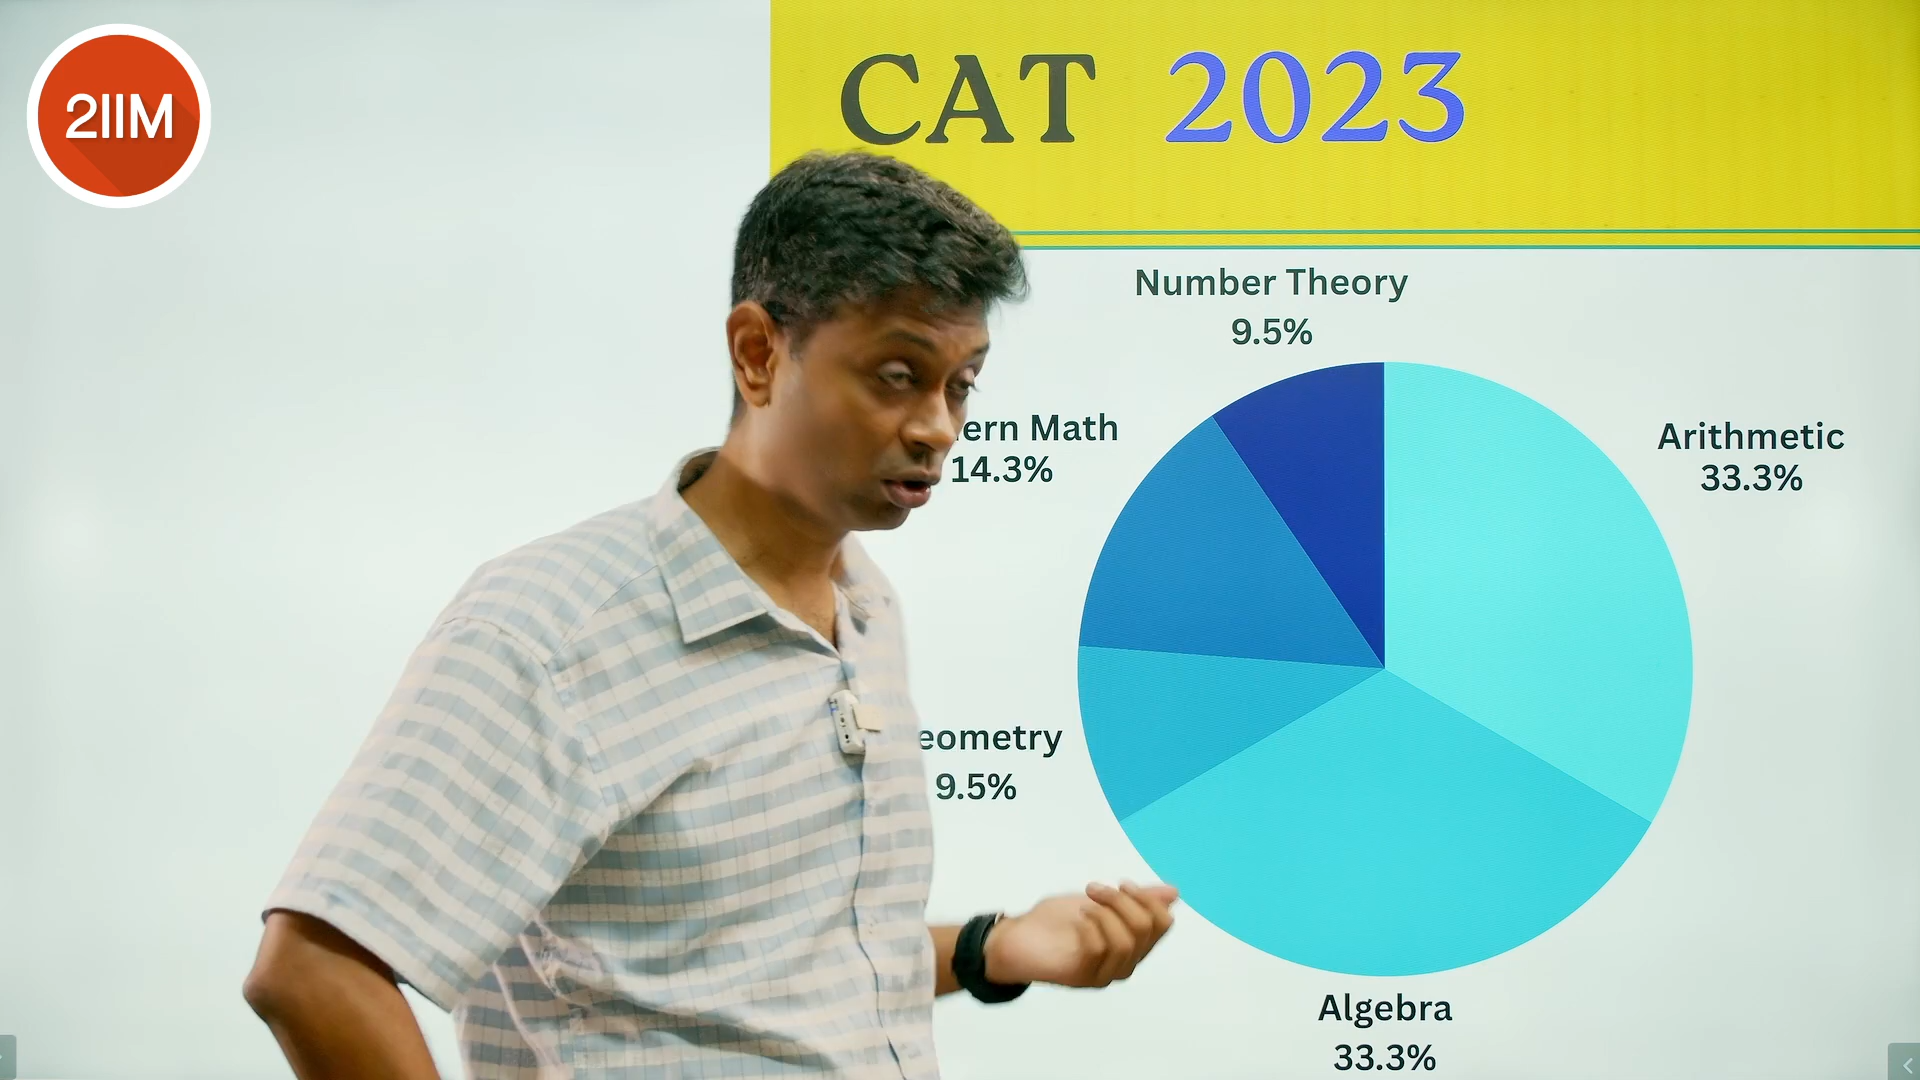 2IIM
CAT 2023
Number Theory
9.5%
ern Math
14.3%
Arithmetic
33.3%
eometry
9.5%
Algebra
33.3%